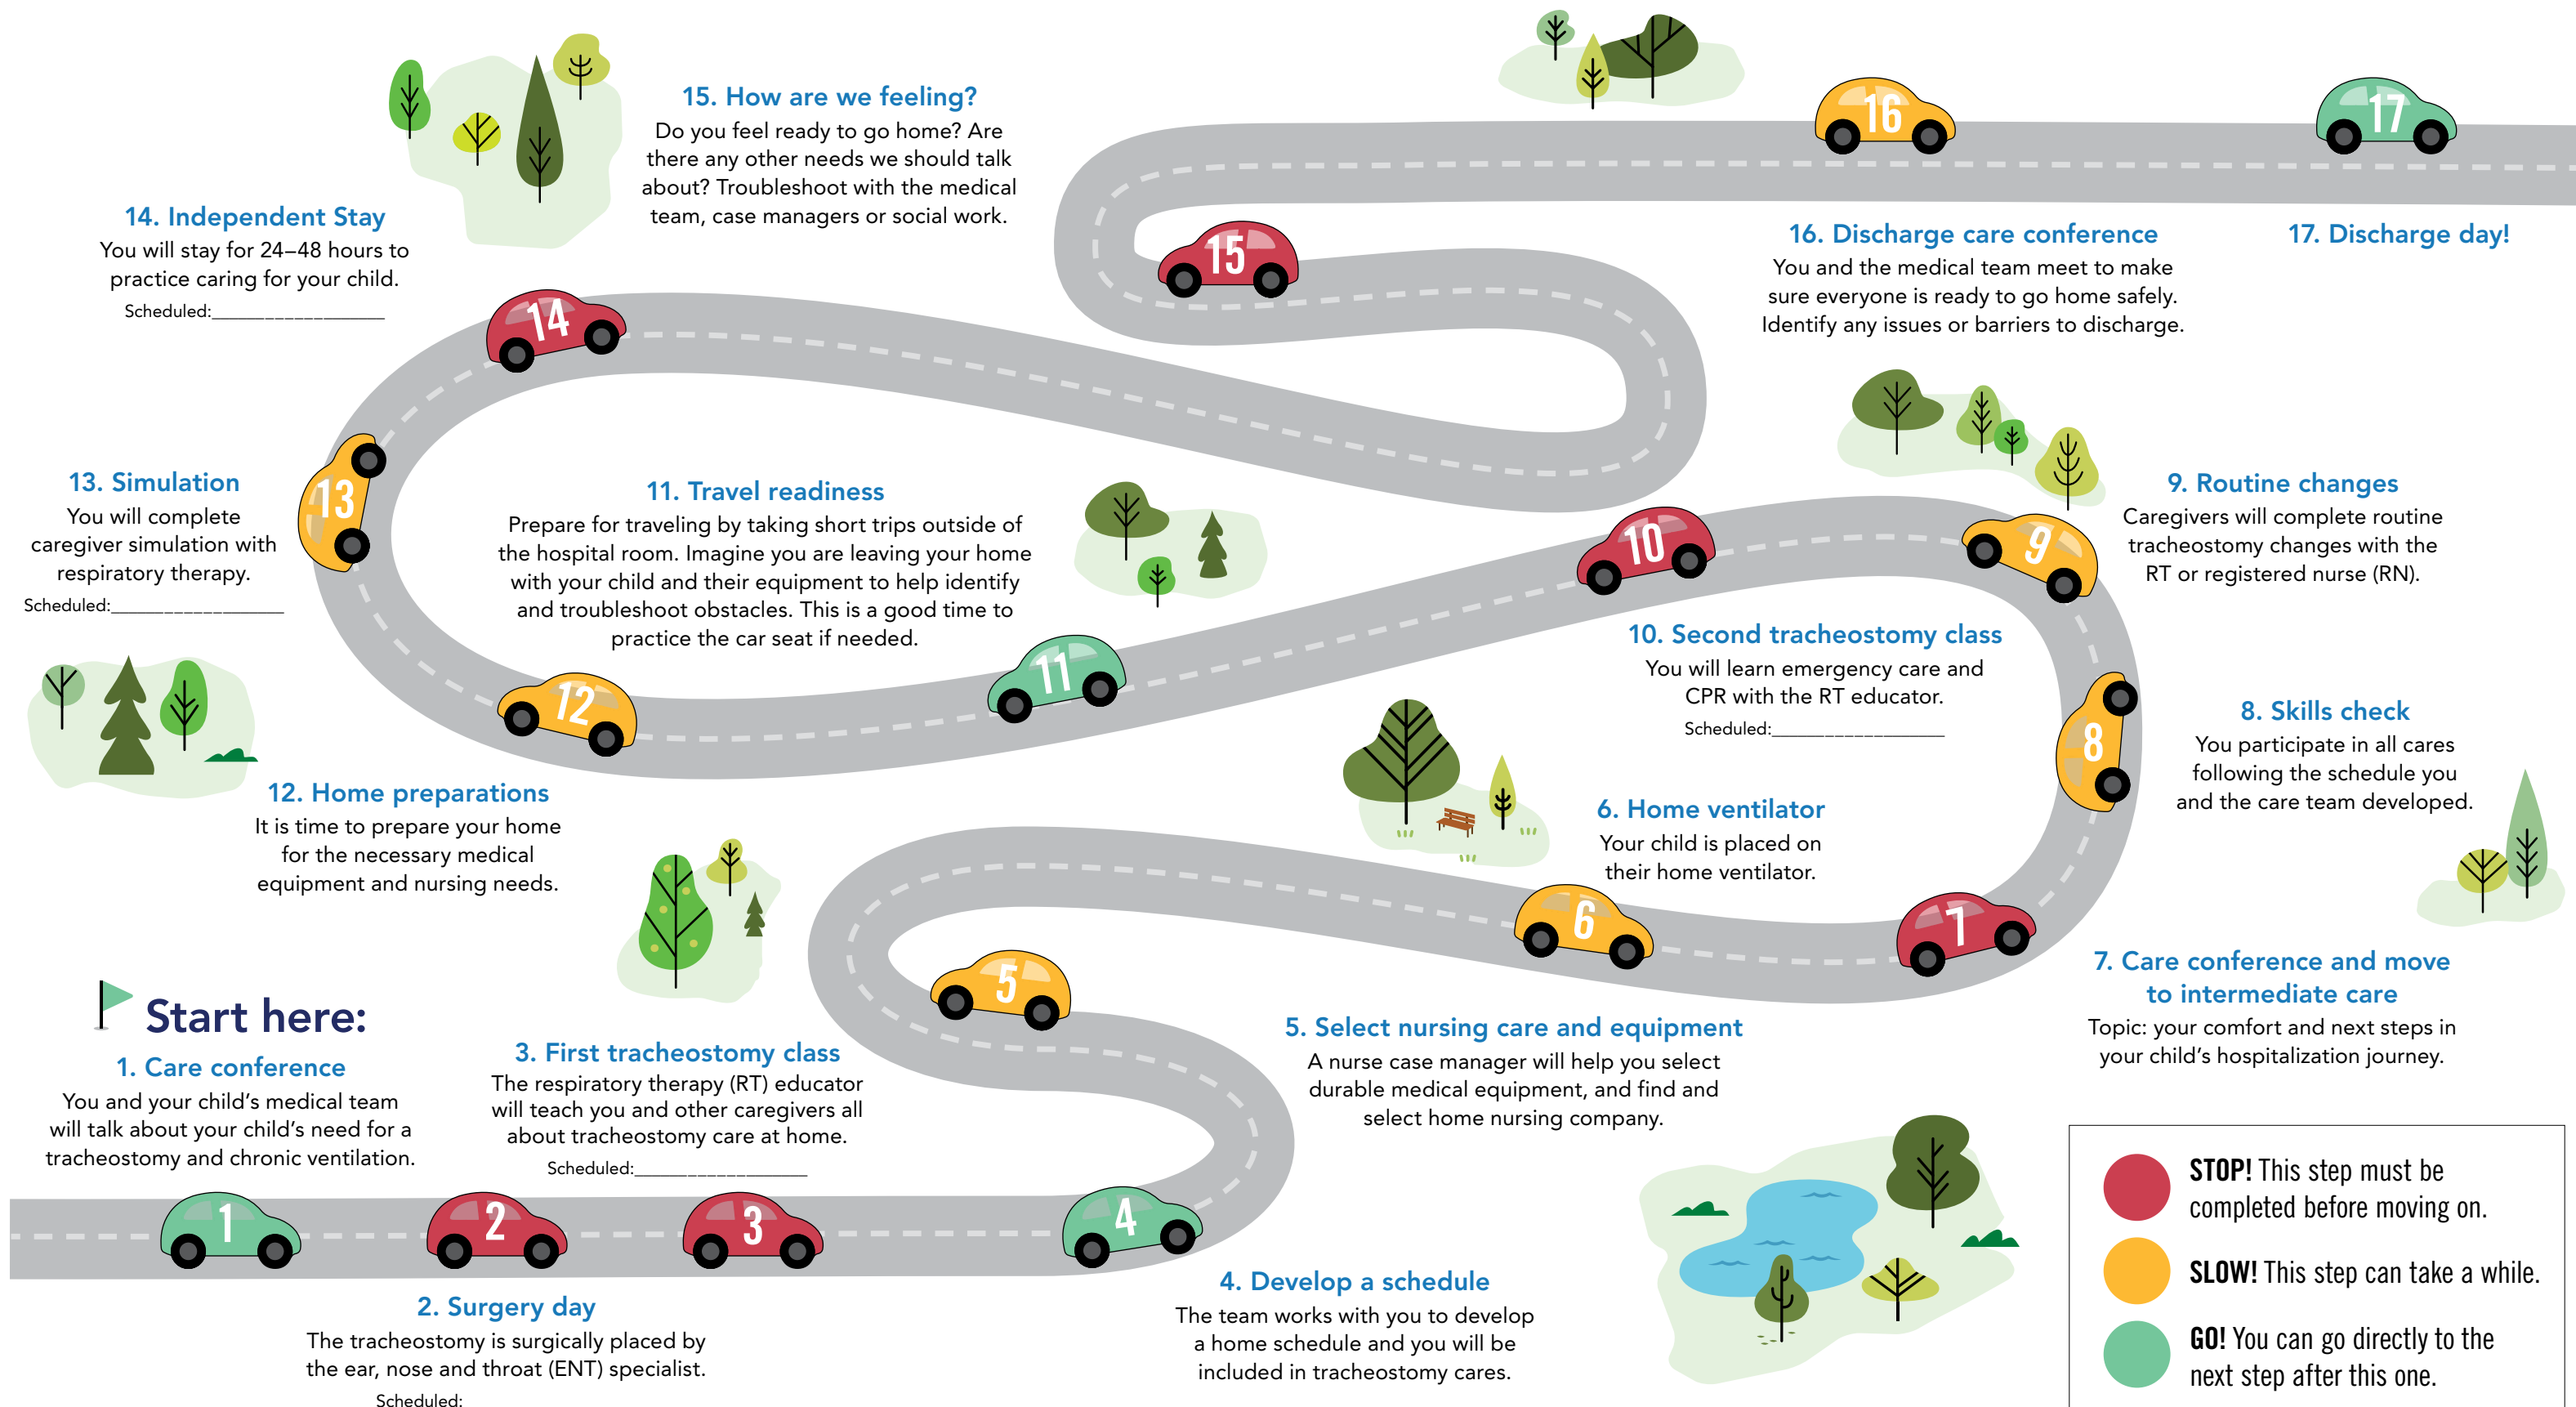 Start here:
1. Care conference
You and your child's medical team
will talk about your child's need for a
tracheostomy and chronic ventilation.
1
2
3
4
2. Surgery day
The tracheostomy is surgically placed by
the ear, nose and throat (ENT) specialist.
Scheduled:
3. First tracheostomy class
The respiratory therapy (RT) educator
will teach you and other caregivers all
about tracheostomy care at home.
Scheduled:__________________
4. Develop a schedule
The team works with you to develop
a home schedule and you will be
included in tracheostomy cares.
5
5. Select nursing care and equipment
A nurse case manager will help you select
durable medical equipment, and find and
select home nursing company.
6. Home ventilator
Your child is placed on
their home ventilator.
6
7
7. Care conference and move
to intermediate care
Topic: your comfort and next steps in
your child's hospitalization journey.
8
8. Skills check
You participate in all cares
following the schedule you
and the care team developed.
9
9. Routine changes
Caregivers will complete routine
tracheostomy changes with the
RT or registered nurse (RN).
10
10. Second tracheostomy class
You will learn emergency care and
CPR with the RT educator.
Scheduled:__________________
11. Travel readiness
Prepare for traveling by taking short trips outside of
the hospital room. Imagine you are leaving your home
with your child and their equipment to help identify
and troubleshoot obstacles. This is a good time to
practice the car seat if needed.
11
12
12. Home preparations
It is time to prepare your home
for the necessary medical
equipment and nursing needs.
13
13. Simulation
You will complete
caregiver simulation with
respiratory therapy.
Scheduled:__________________
14. Independent Stay
You will stay for 24–48 hours to
practice caring for your child.
Scheduled:__________________
14
15. How are we feeling?
Do you feel ready to go home? Are
there any other needs we should talk
about? Troubleshoot with the medical
team, case managers or social work.
15
16
17
16. Discharge care conference
You and the medical team meet to make
sure everyone is ready to go home safely.
Identify any issues or barriers to discharge.
17. Discharge day!
STOP! This step must be
completed before moving on.
SLOW! This step can take a while.
GO! You can go directly to the
next step after this one.